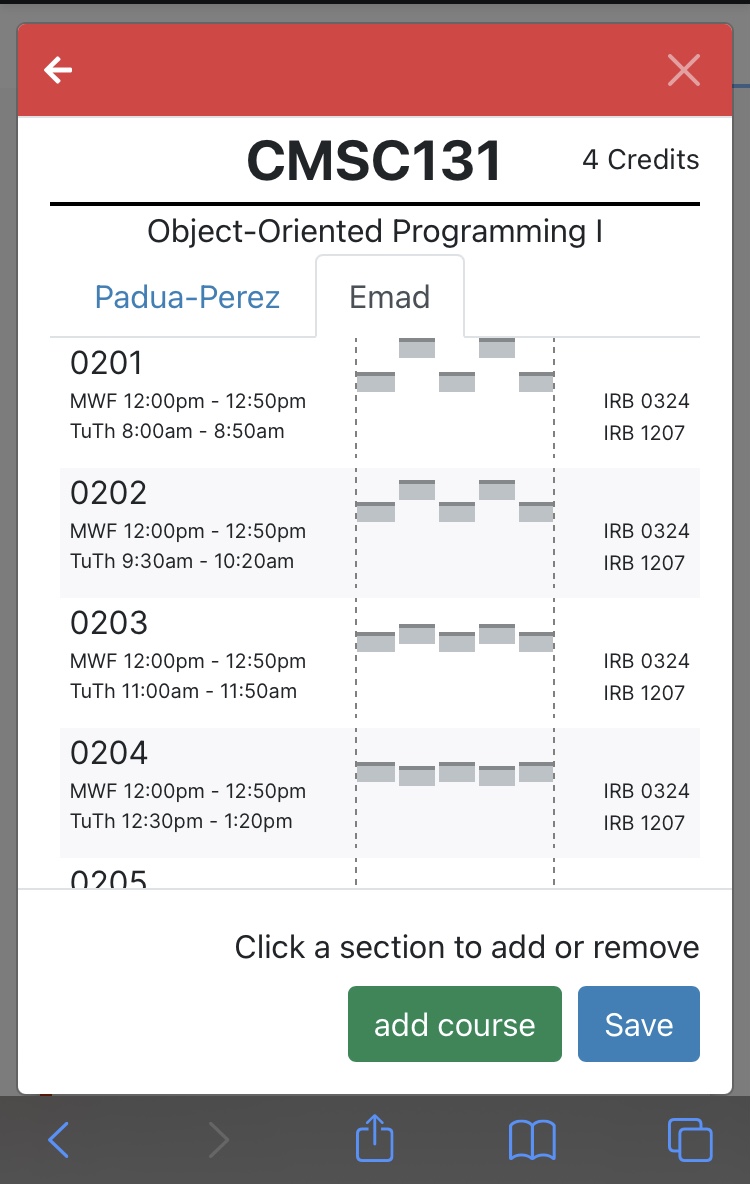 CMSC131 4 Credits
Object-Oriented Programming I
Padua-Perez Emad
0201
MWF 12:00pm - 12:50pm IRB 0324
TuTh 8:00am - 8:50am IRB 1207
0202
MWF 12:00pm - 12:50pm IRB 0324
TuTh 9:30am - 10:20am IRB 1207
0203
MWF 12:00pm - 12:50pm IRB 0324
TuTh 11:00am - 11:50am IRB 1207
0204
MWF 12:00pm - 12:50pm IRB 0324
TuTh 12:30pm - 1:20pm IRB 1207
0205
Click a section to add or remove
add course Save